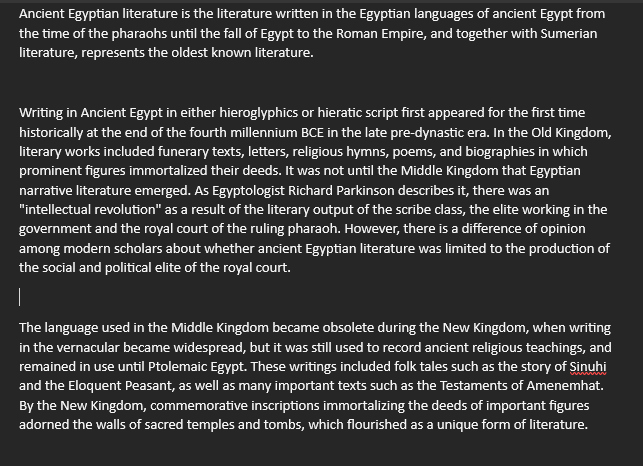 Ancient Egyptian literature is the literature written in the Egyptian languages of ancient Egypt from
the time of the pharaohs until the fall of Egypt to the Roman Empire, and together with Sumerian
literature, represents the oldest known literature.
Writing in Ancient Egypt in either hieroglyphics or hieratic script first appeared for the first time
historically at the end of the fourth millennium BCE in the late pre-dynastic era. In the Old Kingdom,
literary works included funerary texts, letters, religious hymns, poems, and biographies in which
prominent figures immortalized their deeds. It was not until the Middle Kingdom that Egyptian
narrative literature emerged. As Egyptologist Richard Parkinson describes it, there was an
"intellectual revolution" as a result of the literary output of the scribe class, the elite working in the
government and the royal court of the ruling pharaoh. However, there is a difference of opinion
among modern scholars about whether ancient Egyptian literature was limited to the production of
the social and political elite of the royal court.
The language used in the Middle Kingdom became obsolete during the New Kingdom, when writing
in the vernacular became widespread, but it was still used to record ancient religious teachings, and
remained in use until Ptolemaic Egypt. These writings included folk tales such as the story of Sinuhi
and the Eloquent Peasant, as well as many important texts such as the Testaments of Amenemhat.
By the New Kingdom, commemorative inscriptions immortalizing the deeds of important figures
adorned the walls of sacred temples and tombs, which flourished as a unique form of literature.